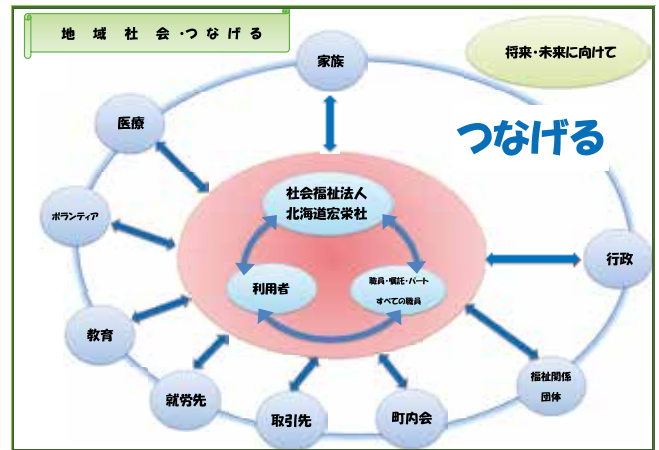 地域社会・つなげる
将来・未来に向けて
つなげる
家族
医療
ボランティア
教育
就労先
取引先
町内会
福祉関係
団体
行政
社会福祉法人
北海道宏栄社
利用者
職員・嘱託・パート
すべての職員